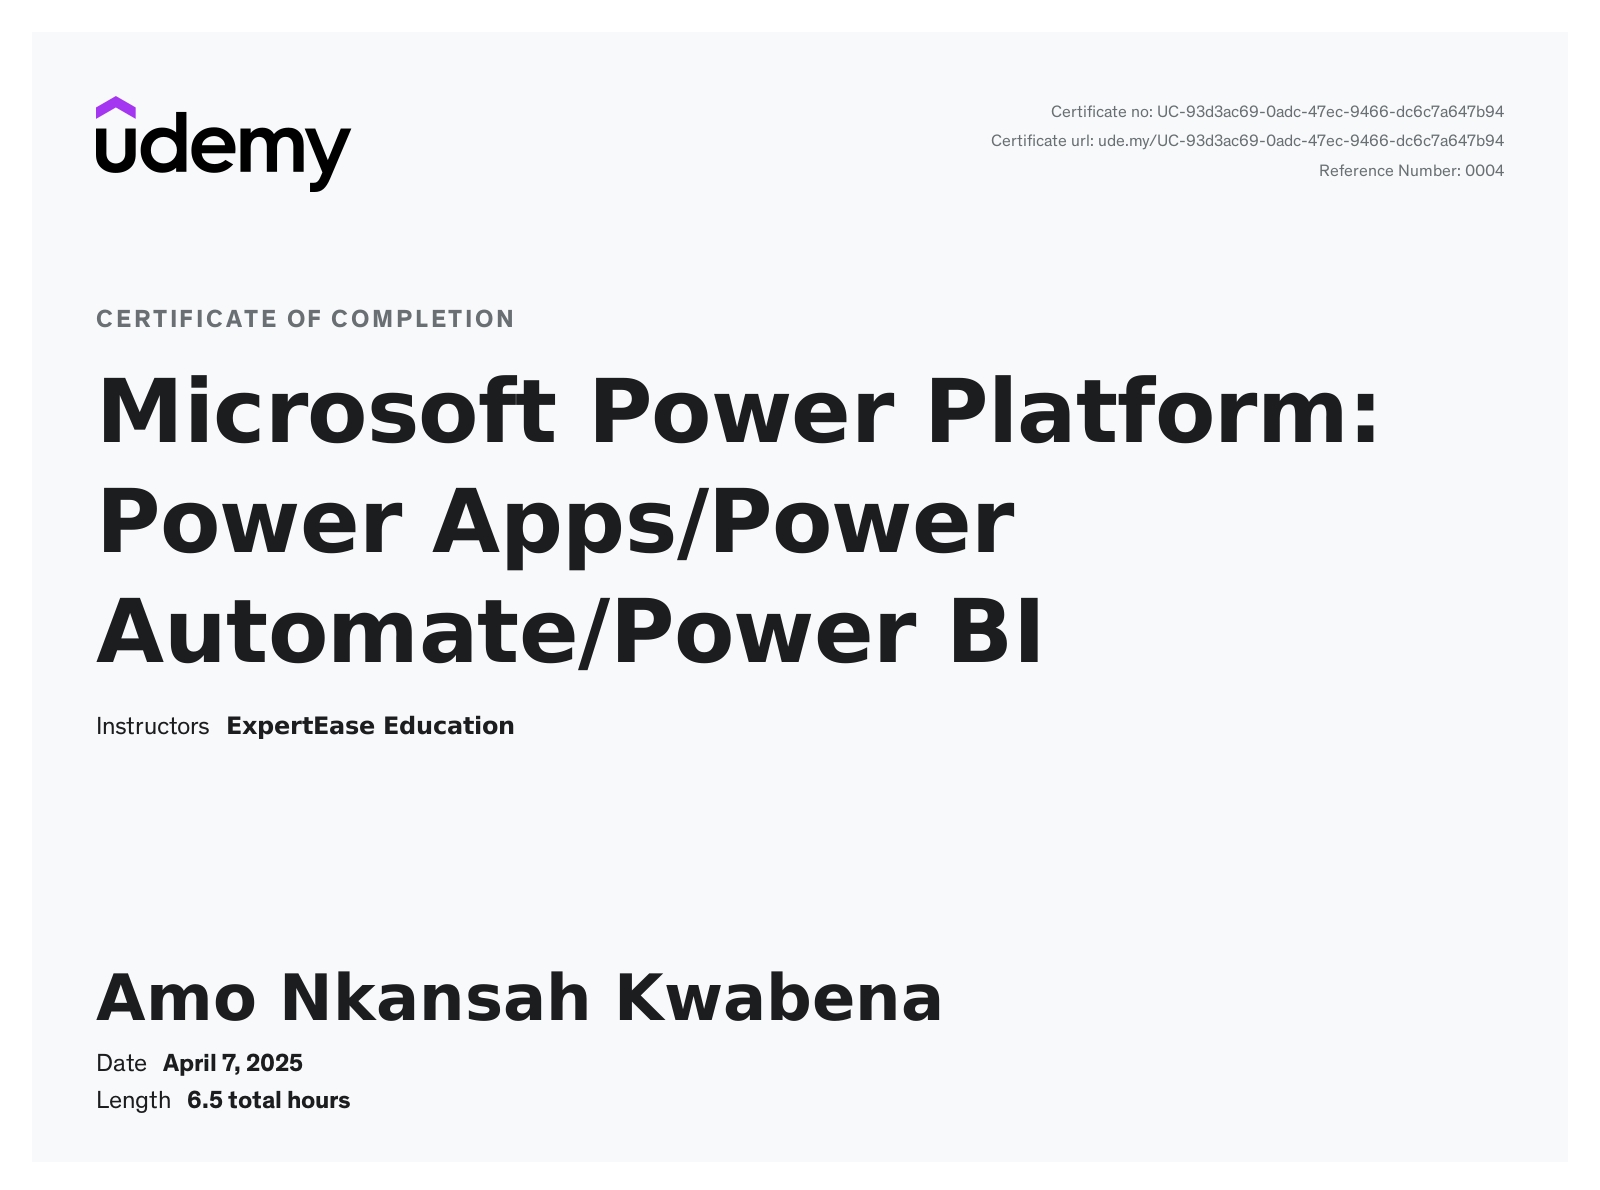 udemy
Certificate no: UC-93d3ac69-0adc-47ec-9466-dc6c7a647b94
Certificate url: ude.my/UC-93d3ac69-0adc-47ec-9466-dc6c7a647b94
Reference Number: 0004
CERTIFICATE OF COMPLETION
Microsoft Power Platform:
Power Apps/Power
Automate/Power BI
Instructors ExpertEase Education
Amo Nkansah Kwabena
Date April 7, 2025
Length 6.5 total hours